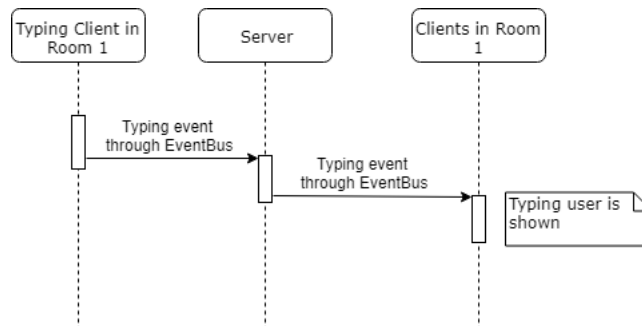 Typing Client in
Room 1
Server
Clients in Room
1
Typing event
through EventBus
Typing event
through EventBus
Typing user is
shown